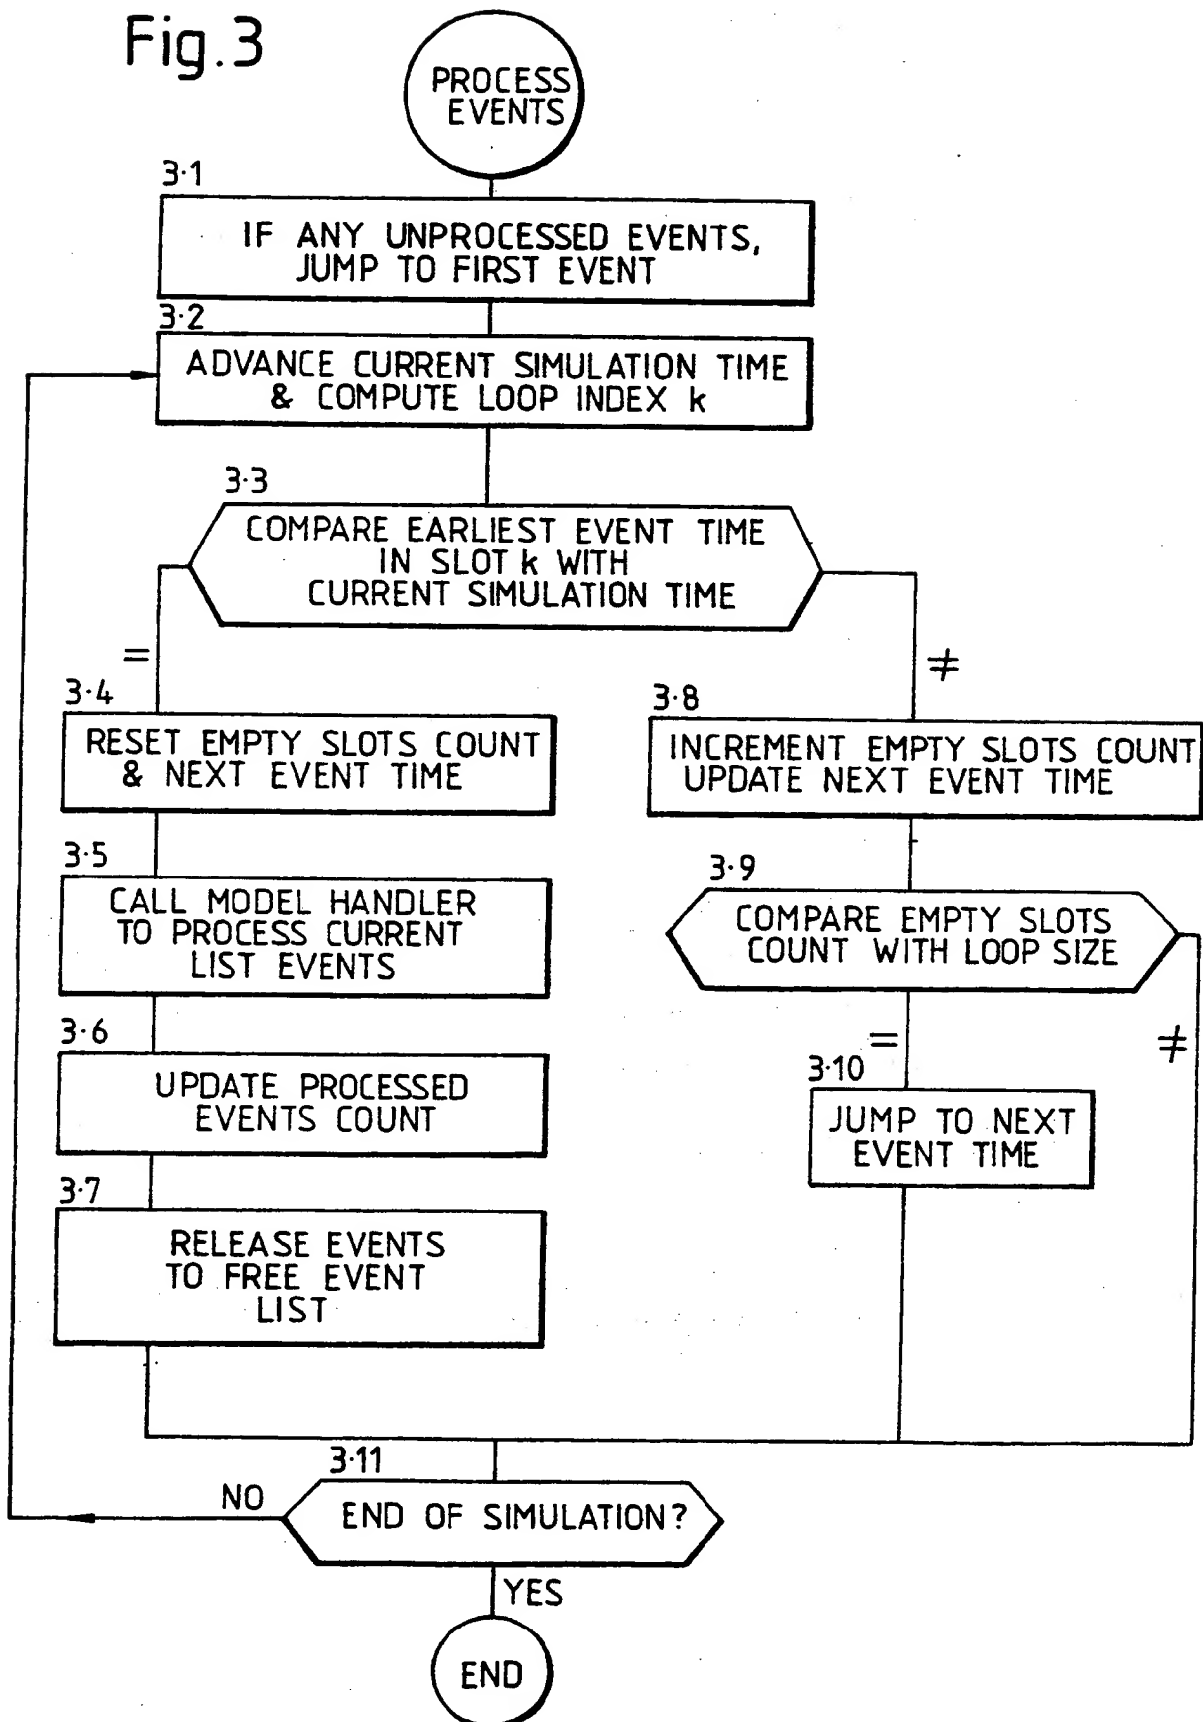 Fig.3
PROCESS
EVENTS
3·1
IF ANY UNPROCESSED EVENTS,
JUMP TO FIRST EVENT
3·2
ADVANCE CURRENT SIMULATION TIME
& COMPUTE LOOP INDEX k
3·3
COMPARE EARLIEST EVENT TIME
IN SLOT k WITH
CURRENT SIMULATION TIME
=
≠
3·4
RESET EMPTY SLOTS COUNT
& NEXT EVENT TIME
3·8
INCREMENT EMPTY SLOTS COUNT
UPDATE NEXT EVENT TIME
3·5
CALL MODEL HANDLER
TO PROCESS CURRENT
LIST EVENTS
3·9
COMPARE EMPTY SLOTS
COUNT WITH LOOP SIZE
=
≠
3·6
UPDATE PROCESSED
EVENTS COUNT
3·10
JUMP TO NEXT
EVENT TIME
3·7
RELEASE EVENTS
TO FREE EVENT
LIST
3·11
END OF SIMULATION?
NO
YES
END